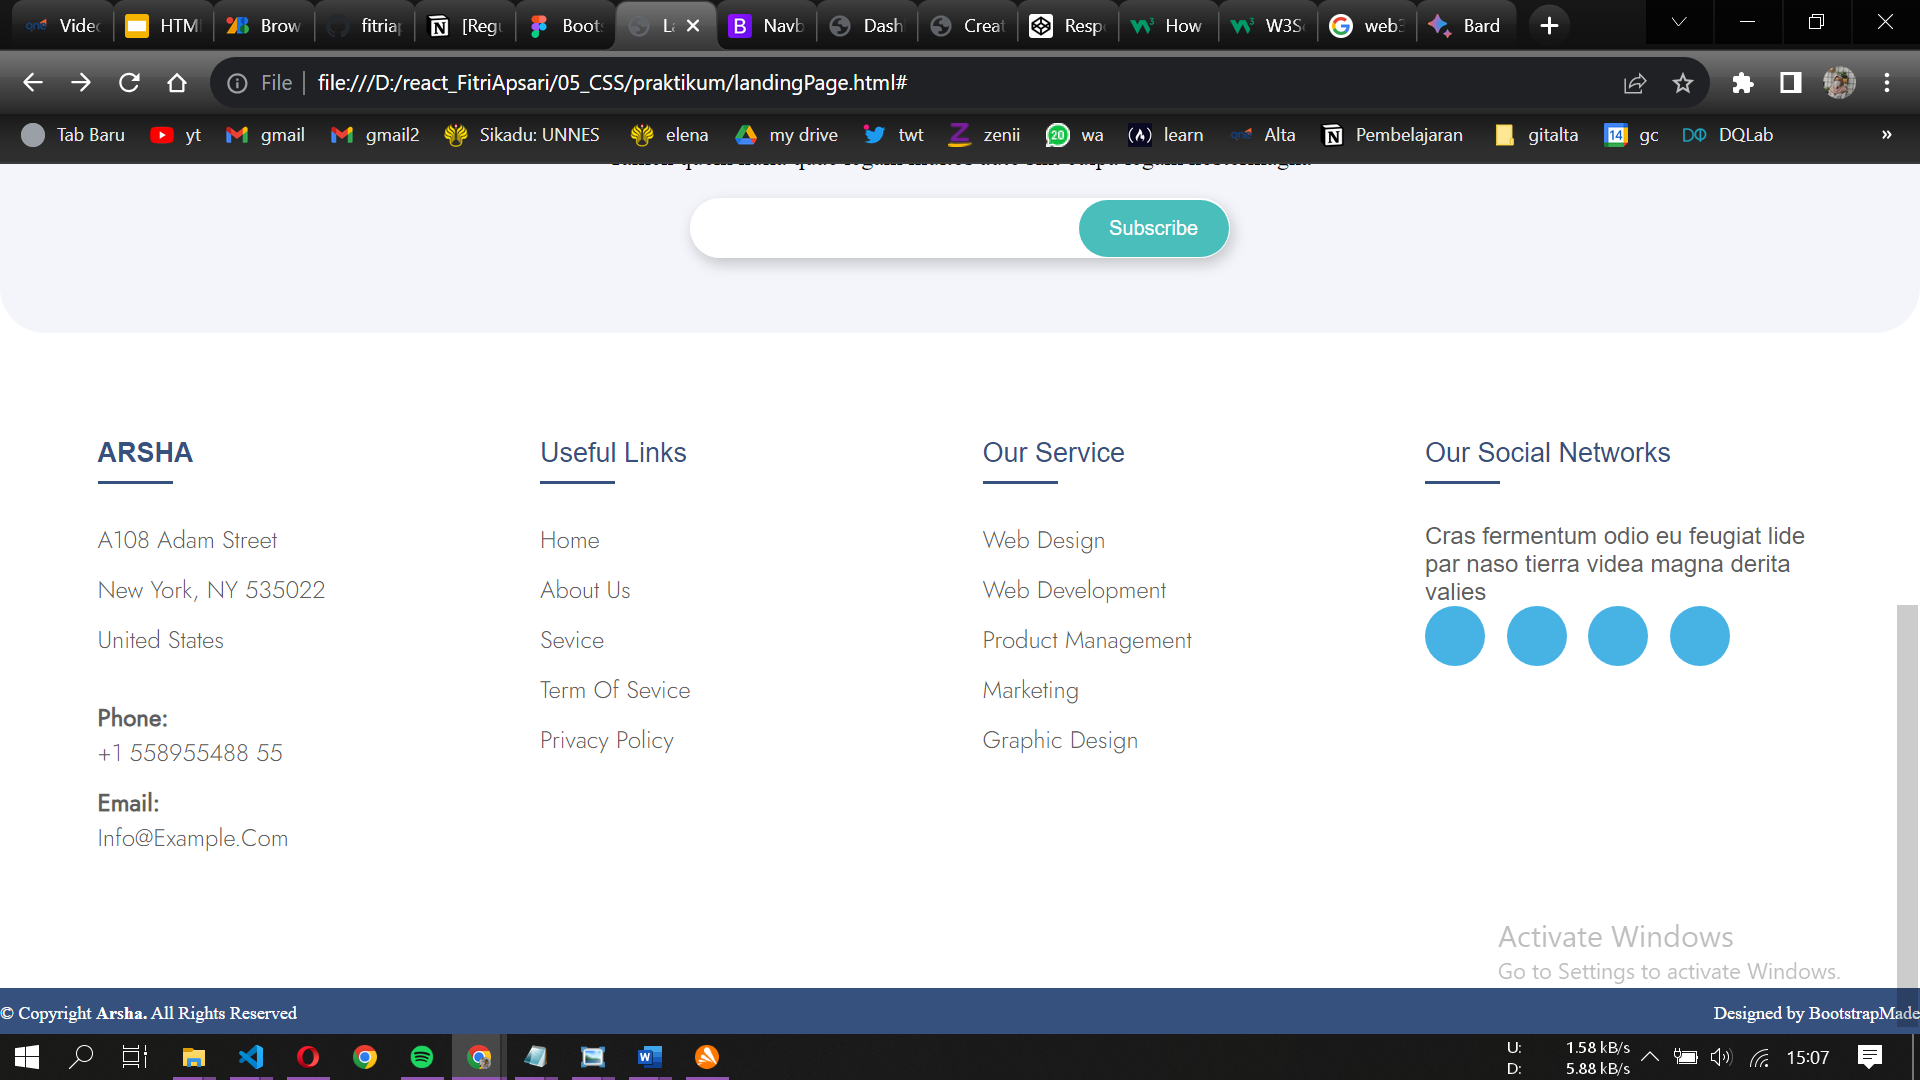 Videc
HTMl
Brow
fitriap
[Regu
Boots
La
Navb
Dash
Creat
Respo
How
W3Sc
web3
Bard
File
file:///D:/react_FitriApsari/05_CSS/praktikum/landingPage.html#
Tab Baru
yt
gmail
gmail2
Sikadu: UNNES
elena
my drive
twt
zenii
20
wa
learn
Alta
Pembelajaran
gitalta
14
gc
DQLab
»
Subscribe
ARSHA
Useful Links
Our Service
Our Social Networks
A108 Adam Street
Home
Web Design
Cras fermentum odio eu feugiat lide
par naso tierra videa magna derita
valies
New York, NY 535022
About Us
Web Development
United States
Sevice
Product Management
Term Of Sevice
Marketing
Phone:
+1 558955488 55
Privacy Policy
Graphic Design
Email:
Info@Example.Com
Activate Windows
Go to Settings to activate Windows.
© Copyright Arsha. All Rights Reserved
Designed by BootstrapMade
U: 1.58 kB/s
D: 5.88 kB/s
15:07